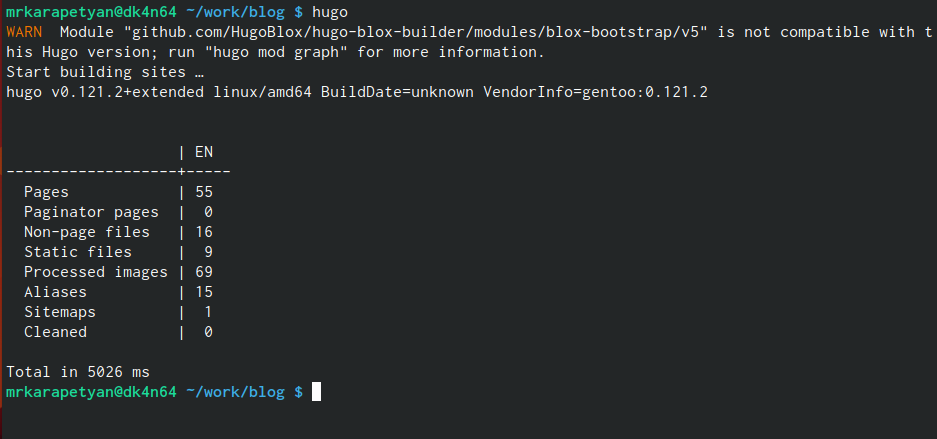 mrkarapetyan@dk4n64 ~/work/blog $ hugo
WARN  Module "github.com/HugoBlox/hugo-blox-builder/modules/blox-bootstrap/v5" is not compatible with t
his Hugo version; run "hugo mod graph" for more information.
Start building sites …
hugo v0.121.2+extended linux/amd64 BuildDate=unknown VendorInfo=gentoo:0.121.2
                   | EN
-------------------+-----
  Pages            | 55
  Paginator pages  |  0
  Non-page files   | 16
  Static files     |  9
  Processed images | 69
  Aliases          | 15
  Sitemaps         |  1
  Cleaned          |  0
Total in 5026 ms
mrkarapetyan@dk4n64 ~/work/blog $